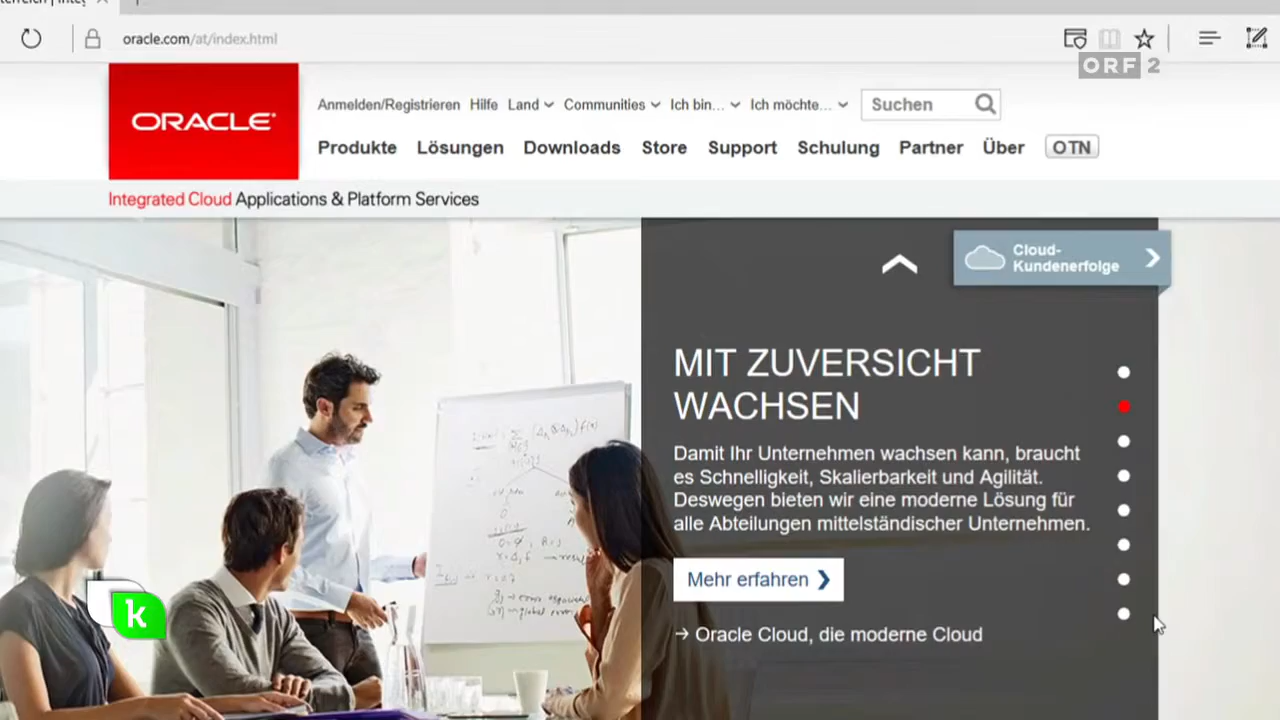 oracle.com/at/index.html
ORF 2
ORACLE
Anmelden/Registrieren Hilfe Land Communities Ich bin... Ich möchte... Suchen
Produkte Lösungen Downloads Store Support Schulung Partner Über OTN
Integrated Cloud Applications & Platform Services
Cloud-
Kundenerfolge
MIT ZUVERSICHT
WACHSEN
Damit Ihr Unternehmen wachsen kann, braucht
es Schnelligkeit, Skalierbarkeit und Agilität.
Deswegen bieten wir eine moderne Lösung für
alle Abteilungen mittelständischer Unternehmen.
Mehr erfahren
→ Oracle Cloud, die moderne Cloud
k